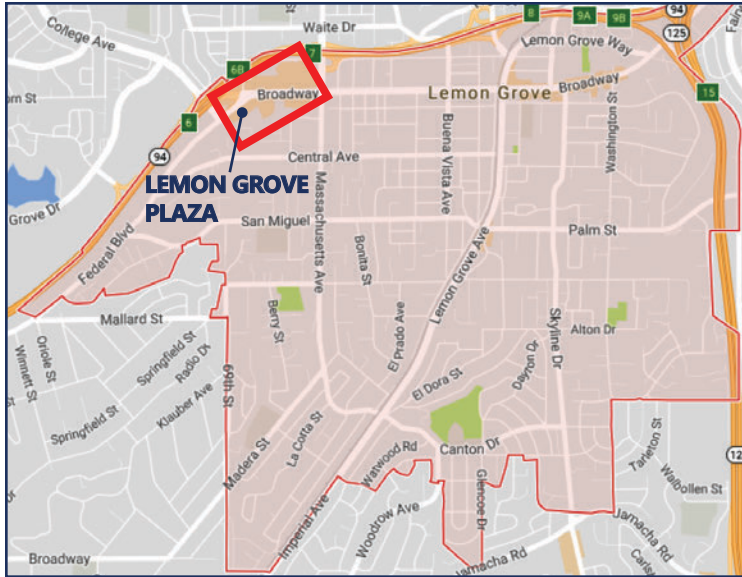 College Ave
Waite Dr
8
9A
9B
94
125
Lemon Grove Way
7
6B
Broadway
Lemon Grove
Broadway
15
6
94
Washington St
Buena Vista Ave
Central Ave
LEMON GROVE
PLAZA
Massachusetts Ave
Grove Dr
San Miguel
Palm St
Federal Blvd
Bonita St
Lemon Grove Ave
Mallard St
Berry St
El Prado Ave
Skyline Dr
Alton Dr
Oriole St
Winnett St
Springfield St
Radio Dr
Klauber Ave
69th St
Dayton Dr
El Dora St
Springfield St
La Corta St
Madera St
Watwood Rd
Canton Dr
Tarleton St
Walbollen St
Glencoe Dr
Imperial Ave
Woodrow Ave
Jamacha Rd
Jamacha Rd
Broadway